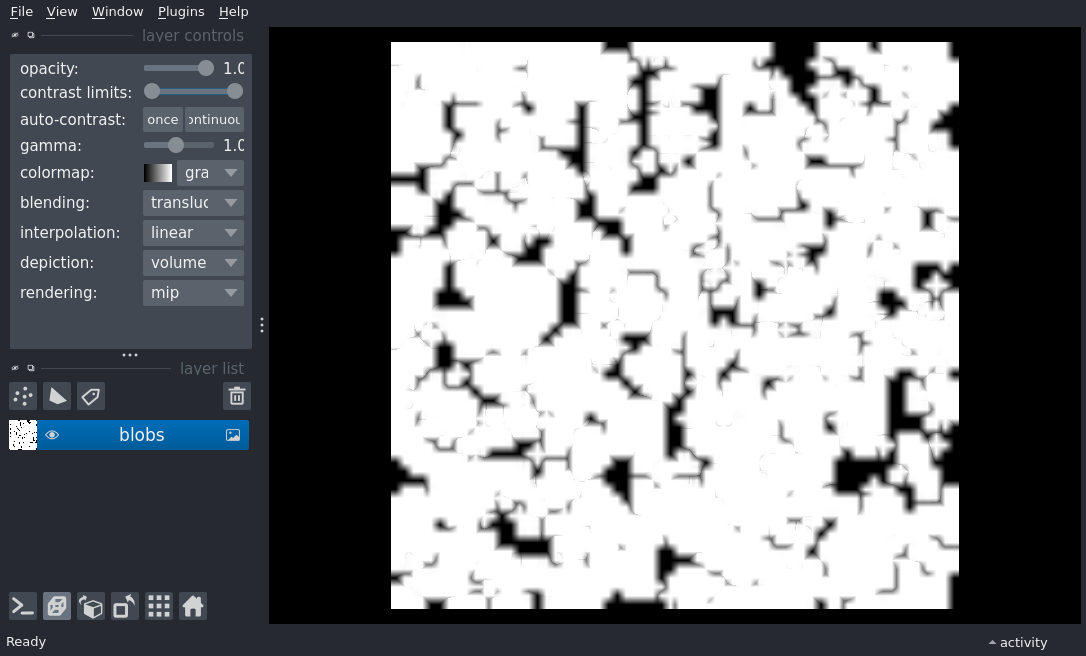 File View Window Plugins Help
layer controls
opacity: 1.0
contrast limits:
auto-contrast: once ontinuou
gamma: 1.0
colormap: gra
blending: transluc
interpolation: linear
depiction: volume
rendering: mip
layer list
blobs
Ready
activity